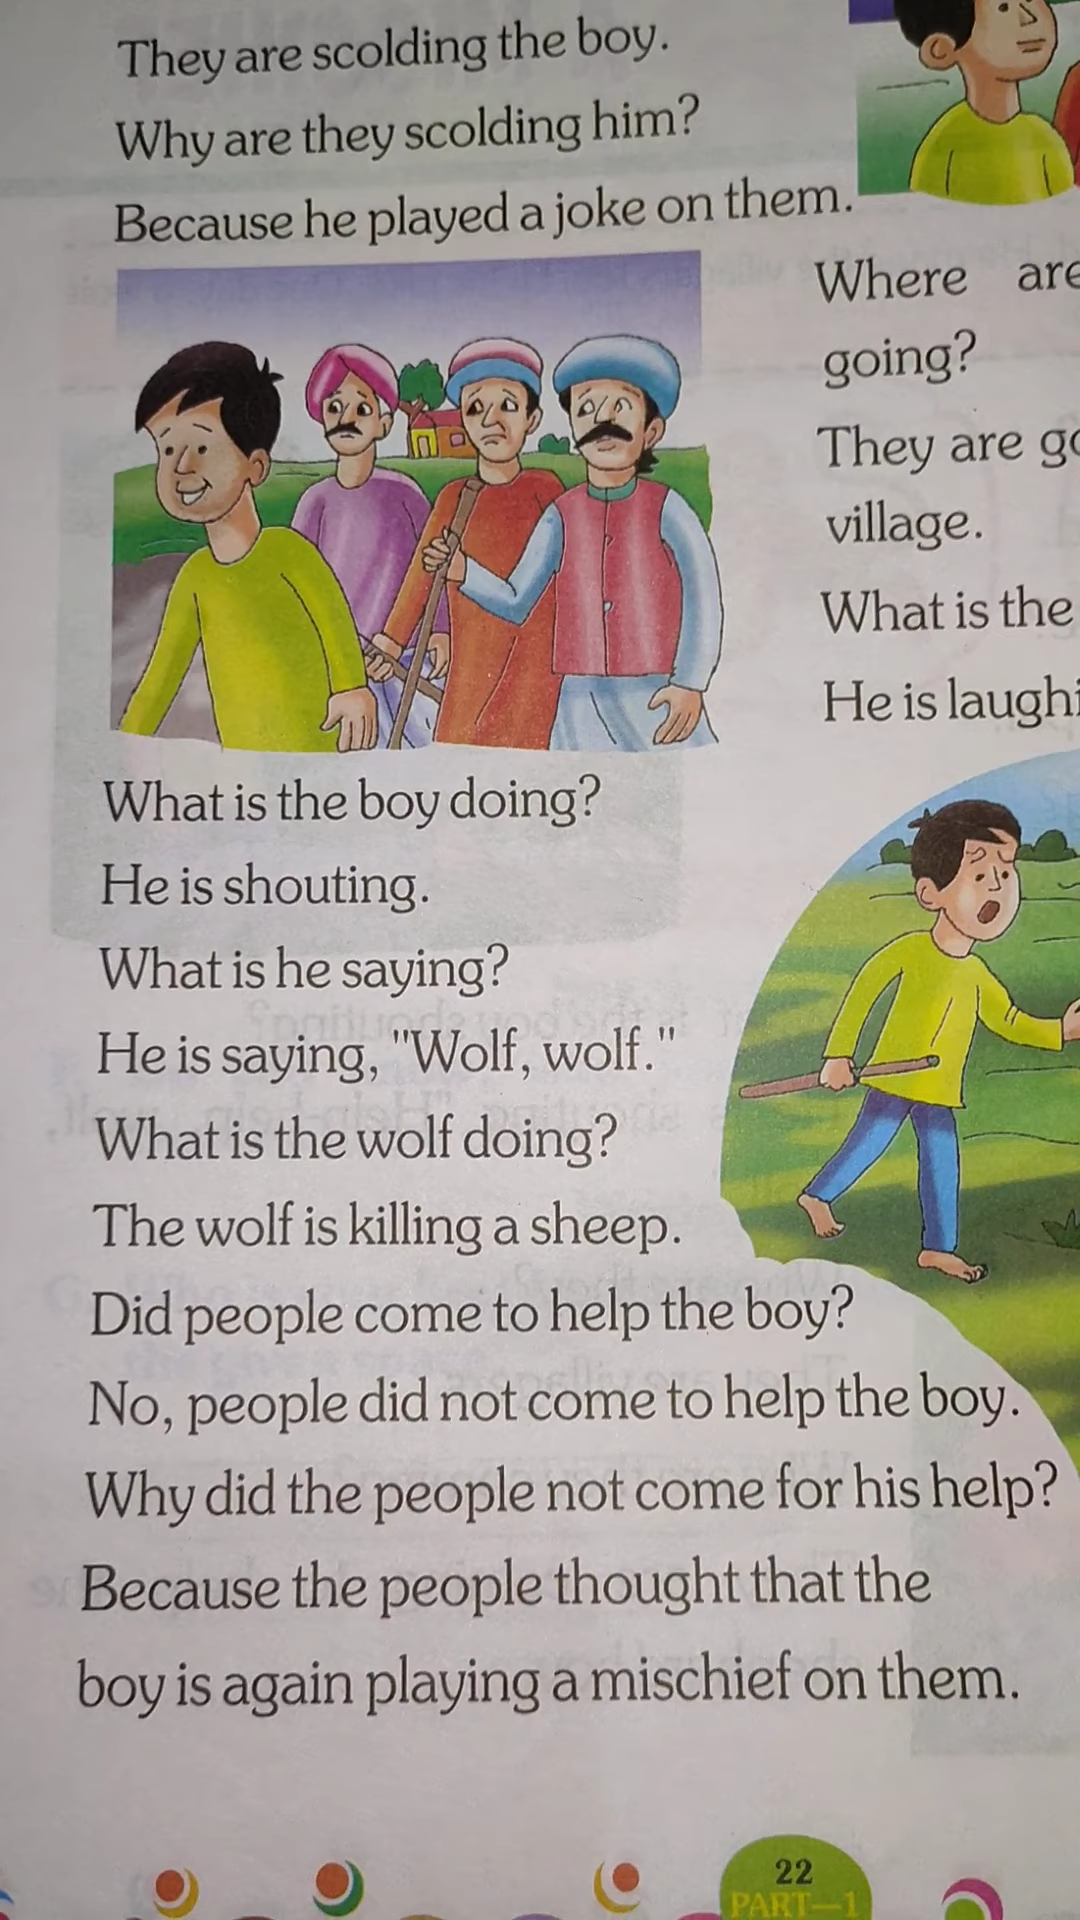 They are scolding the boy.
Why are they scolding him?
Because he played a joke on them.
Where are
going?
They are
village.
What is the
He is
What is the boy doing?
He is shouting.
What is he saying?
He is saying, "Wolf, wolf."
What is the wolf doing?
The wolf is killing a sheep.
Did people come to help the boy?
No, people did not come to help the boy.
Why did the people not come for his help?
Because the people thought that the
boy is again playing a mischief on them.
22
PART—1